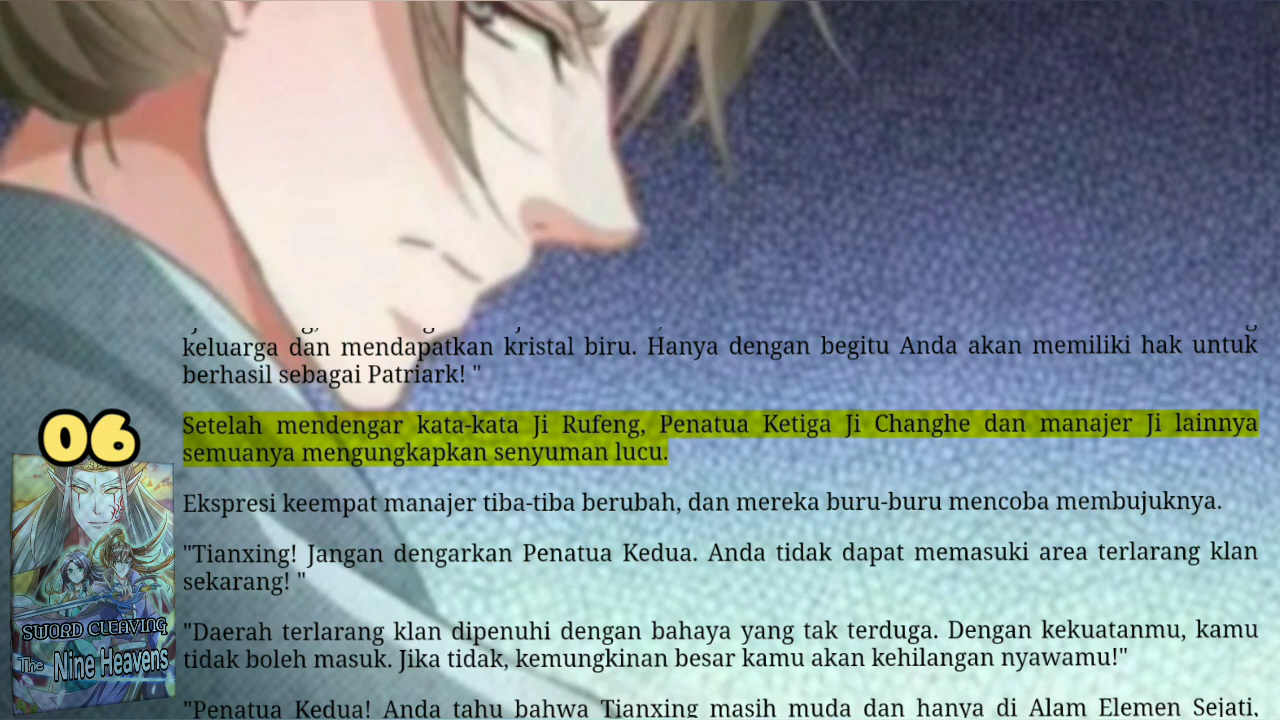 keluarga dan mendapatkan kristal biru. Hanya dengan begitu Anda akan memiliki hak untuk
berhasil sebagai Patriark! "
Setelah mendengar kata-kata Ji Rufeng, Penatua Ketiga Ji Changhe dan manajer Ji lainnya
semuanya mengungkapkan senyuman lucu.
Ekspresi keempat manajer tiba-tiba berubah, dan mereka buru-buru mencoba membujuknya.
"Tianxing! Jangan dengarkan Penatua Kedua. Anda tidak dapat memasuki area terlarang klan
sekarang! "
"Daerah terlarang klan dipenuhi dengan bahaya yang tak terduga. Dengan kekuatanmu, kamu
tidak boleh masuk. Jika tidak, kemungkinan besar kamu akan kehilangan nyawamu!"
"Penatua Kedua! Anda tahu bahwa Tianxing masih muda dan hanya di Alam Elemen Sejati,
06
SWORD CLEAVING
The Nine Heavens